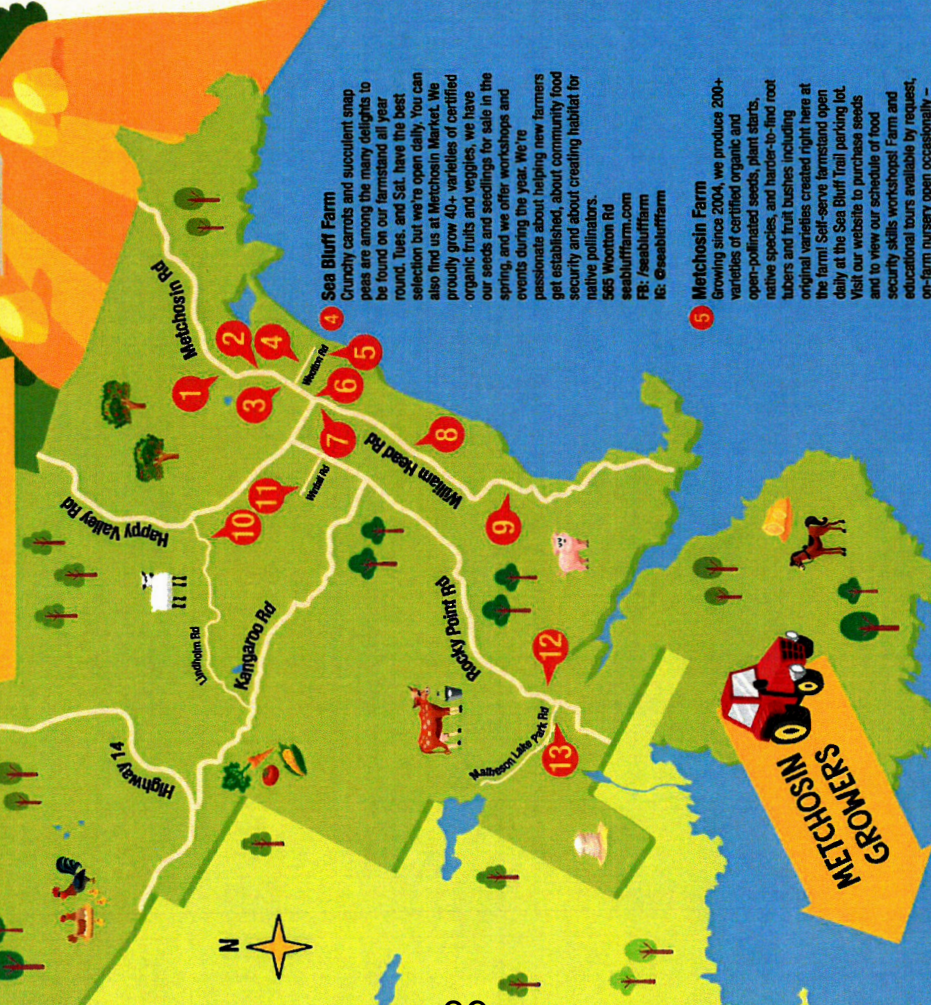 Metchosin Rd
Happy Valley Rd
Highway 14
Lindholm Rd
Kangaroo Rd
Wootton Rd
Winfall Rd
William Head Rd
Rocky Point Rd
Matheson Lake Park Rd
1
2
3
4
5
6
7
8
9
10
11
12
13
N
METCHOSIN
GROWERS
4 Sea Bluff Farm
Crunchy carrots and succulent snap
peas are among the many delights to
be found on our farmstand all year
round. Tues. and Sat. have the best
selection but we're open daily. You can
also find us at Metchosin Market. We
proudly grow 40+ varieties of certified
organic fruits and veggies, we have
our seeds and seedlings for sale in the
spring, and we offer workshops and
events during the year. We're
passionate about helping new farmers
get established, about community food
security and about creating habitat for
native pollinators.
565 Wootton Rd
seablufffarm.com
FB: /seablufffarm
IG: @seablufffarm
5 Metchosin Farm
Growing since 2004, we produce 200+
varieties of certified organic and
open-pollinated seeds, plant starts,
native species, and harder-to-find root
tubers and fruit bushes including
original varieties created right here at
the farm! Self-serve farmstand open
daily at the Sea Bluff Trail parking lot.
Visit our website to purchase seeds
and to view our schedule of food
security skills workshops! Farm and
educational tours available by request,
on-farm nursery open occasionally –